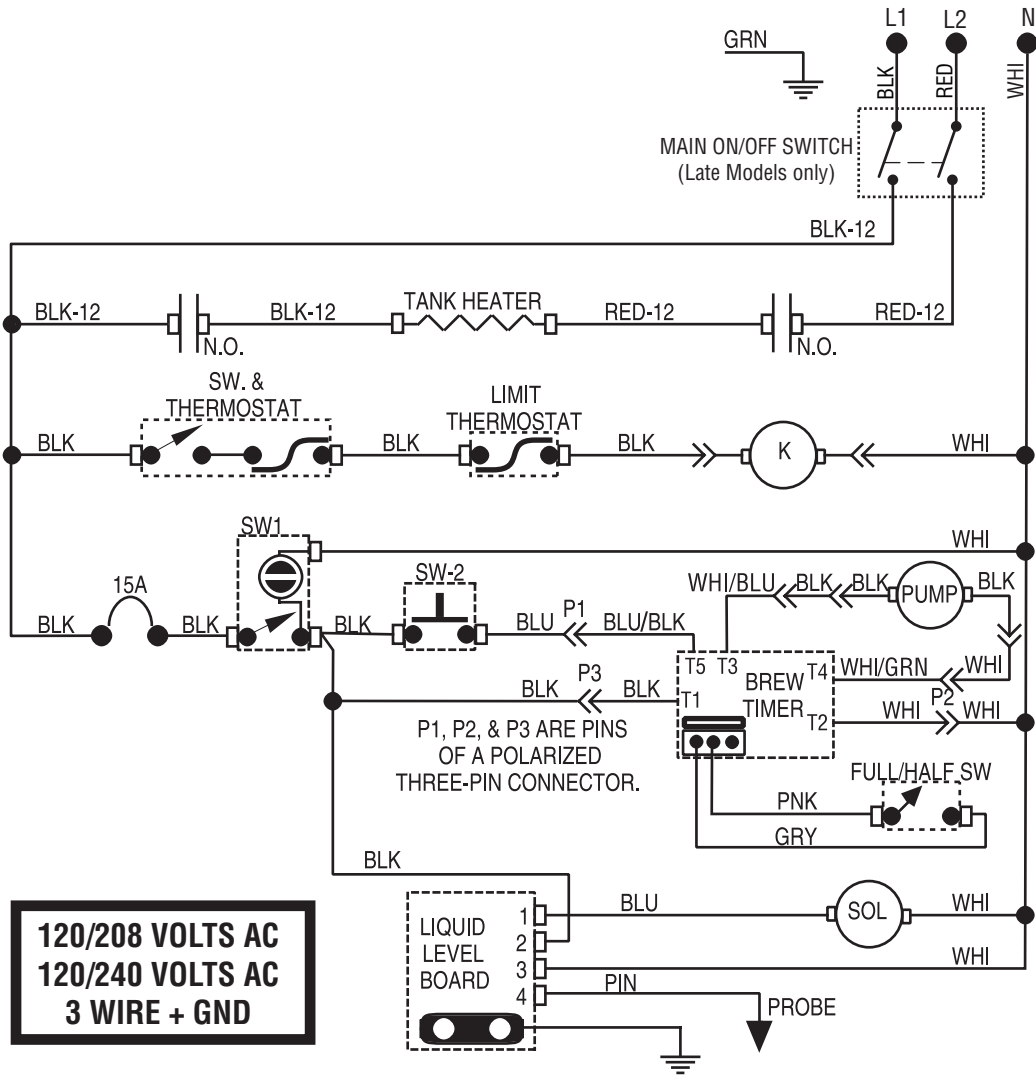 L1 L2 N
GRN
BLK RED WHI
MAIN ON/OFF SWITCH
(Late Models only)
BLK-12
BLK-12 BLK-12 TANK HEATER RED-12 RED-12
N.O. N.O.
SW. &
THERMOSTAT
LIMIT
THERMOSTAT
BLK BLK BLK K WHI
SW1
WHI
15A SW-2
WHI/BLU BLK BLK PUMP BLK
BLK BLK BLK BLU P1 BLU/BLK
T5 T3 T4 WHI/GRN WHI
BREW
TIMER
P3
BLK BLK T1
T2 WHI P2 WHI
P1, P2, & P3 ARE PINS
OF A POLARIZED
THREE-PIN CONNECTOR.
FULL/HALF SW
PNK
GRY
BLK
LIQUID
LEVEL
BOARD
1 BLU SOL WHI
2
3 WHI
4 PIN
PROBE
120/208 VOLTS AC
120/240 VOLTS AC
3 WIRE + GND